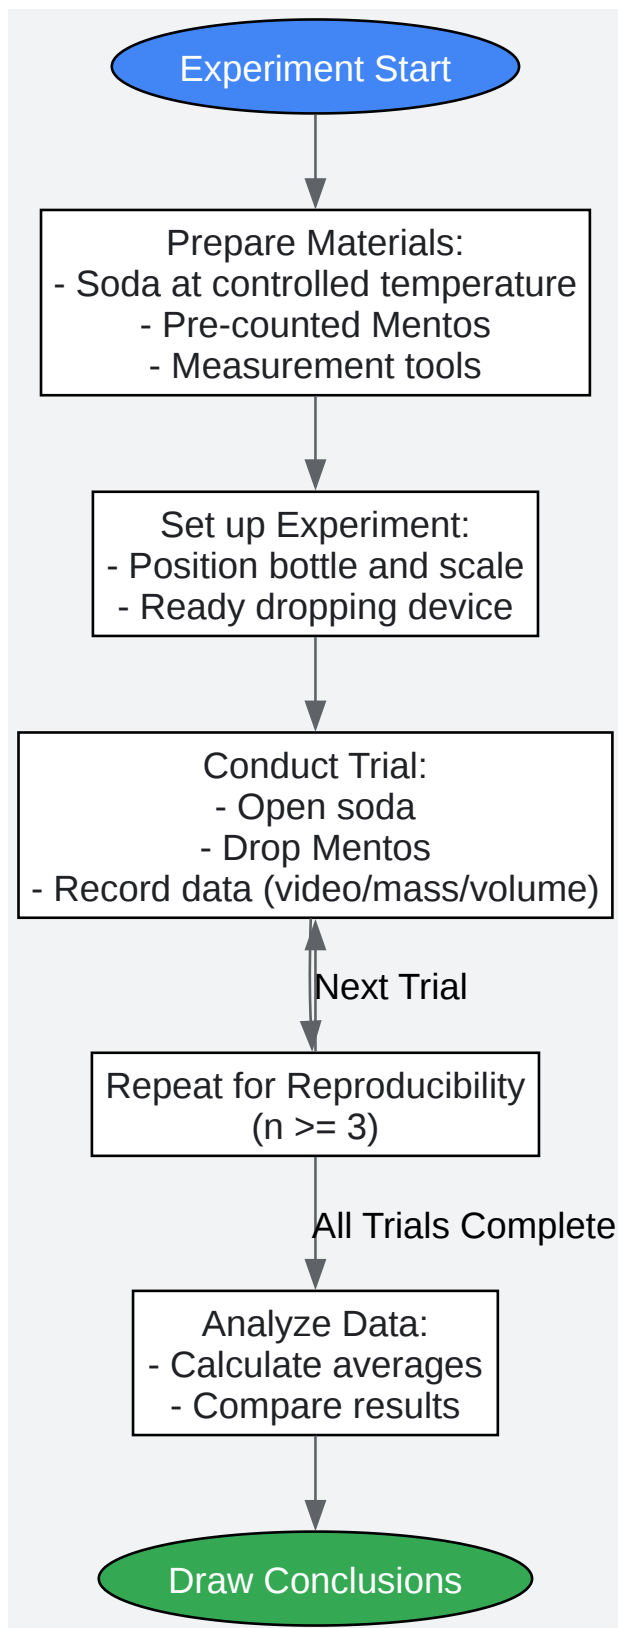 Experiment Start
Prepare Materials:
- Soda at controlled temperature
- Pre-counted Mentos
- Measurement tools
Set up Experiment:
- Position bottle and scale
- Ready dropping device
Conduct Trial:
- Open soda
- Drop Mentos
- Record data (video/mass/volume)
Next Trial
Repeat for Reproducibility
(n >= 3)
All Trials Complete
Analyze Data:
- Calculate averages
- Compare results
Draw Conclusions